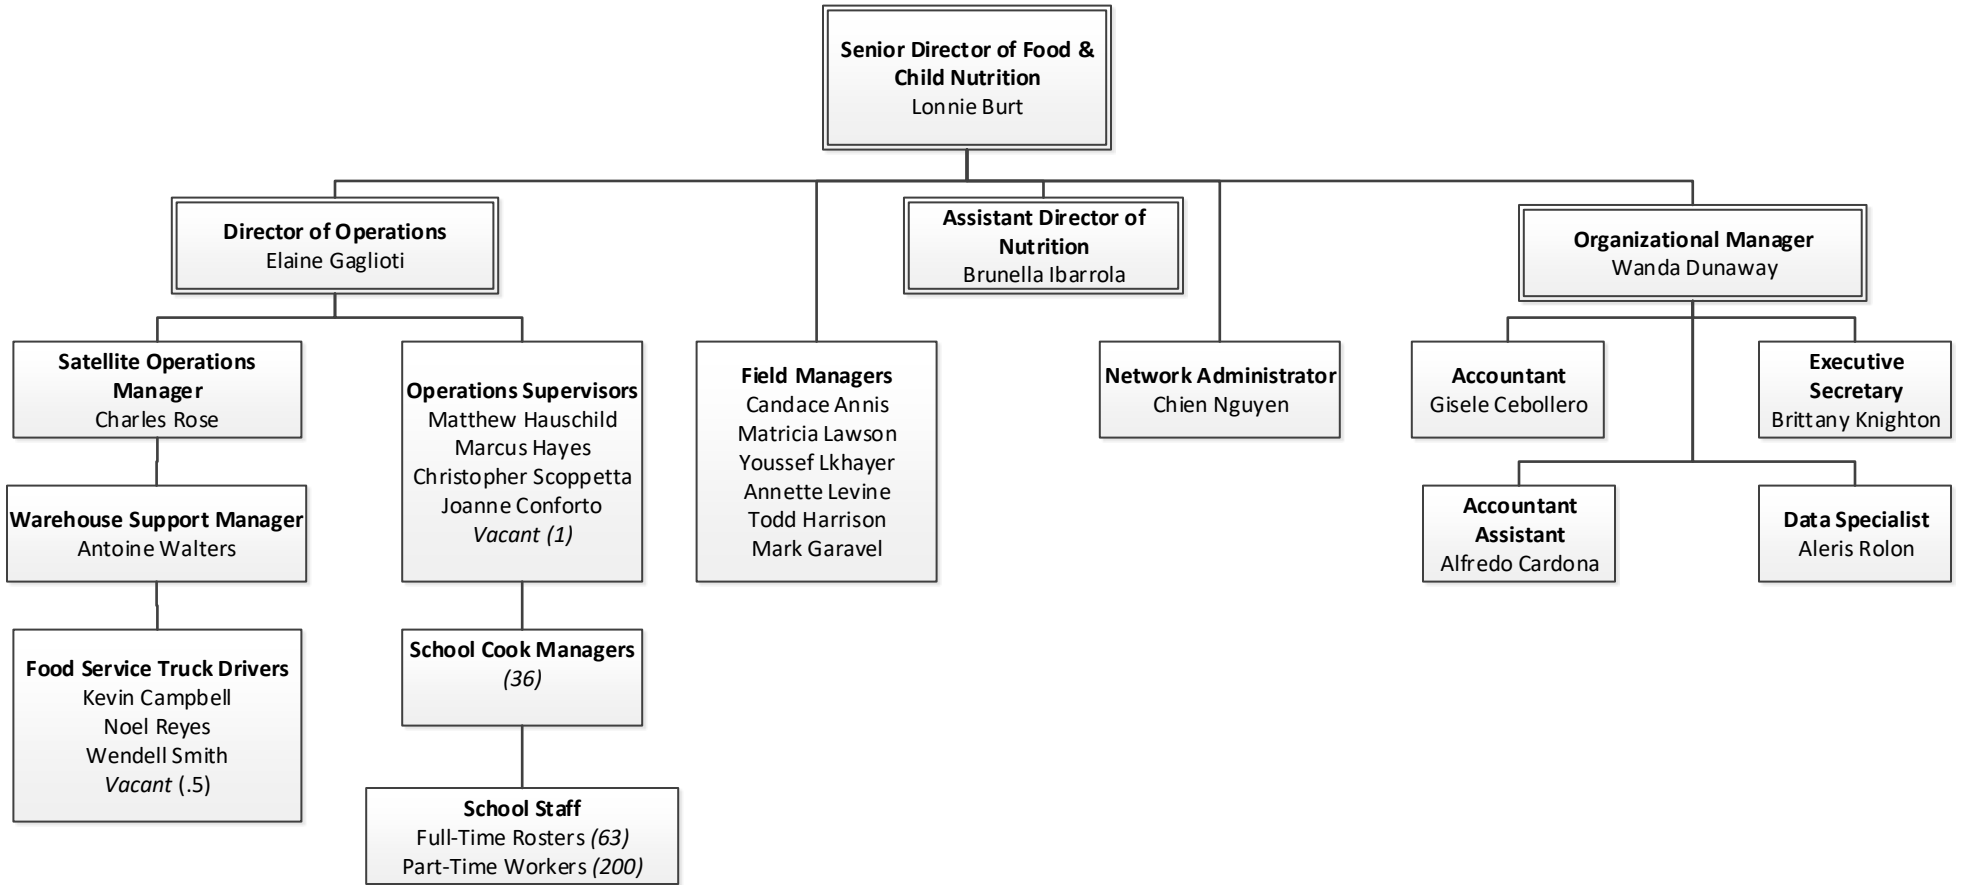 Senior Director of Food &
Child Nutrition
Lonnie Burt
Director of Operations
Elaine Gaglioti
Assistant Director of
Nutrition
Brunella Ibarrola
Organizational Manager
Wanda Dunaway
Satellite Operations
Manager
Charles Rose
Operations Supervisors
Matthew Hauschild
Marcus Hayes
Christopher Scoppetta
Joanne Conforto
Vacant (1)
Field Managers
Candace Annis
Matricia Lawson
Youssef Lkhayer
Annette Levine
Todd Harrison
Mark Garavel
Network Administrator
Chien Nguyen
Accountant
Gisele Cebollero
Executive
Secretary
Brittany Knighton
Warehouse Support Manager
Antoine Walters
Accountant
Assistant
Alfredo Cardona
Data Specialist
Aleris Rolon
Food Service Truck Drivers
Kevin Campbell
Noel Reyes
Wendell Smith
Vacant (.5)
School Cook Managers
(36)
School Staff
Full-Time Rosters (63)
Part-Time Workers (200)